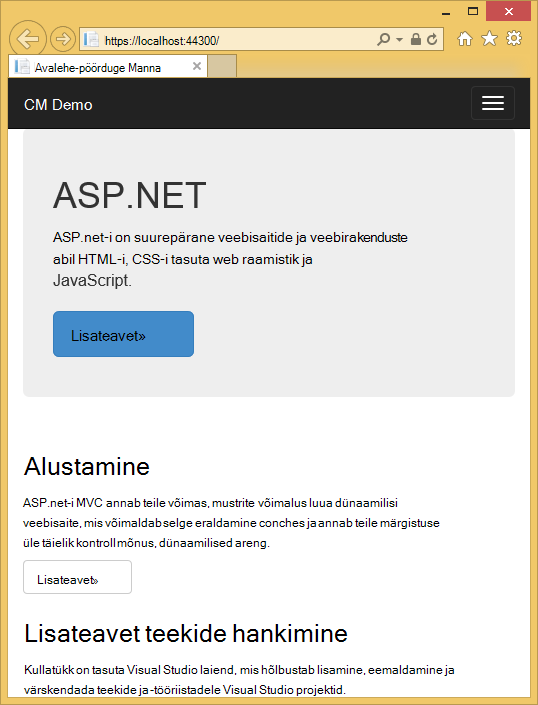 https://localhost:44300/
Avalehe-pöörduge Manna
CM Demo
ASP.NET
ASP.net-i on suurepärane veebisaitide ja veebirakenduste
abil HTML-i, CSS-i tasuta web raamistik ja
JavaScript.
Lisateavet»
Alustamine
ASP.net-i MVC annab teile võimas, mustrite võimalus luua dünaamilisi
veebisaite, mis võimaldab selge eraldamine conches ja annab teile märgistuse
üle täielik kontroll mõnus, dünaamilised areng.
Lisateavet»
Lisateavet teekide hankimine
Kullatükk on tasuta Visual Studio laiend, mis hõlbustab lisamine, eemaldamine ja
värskendada teekide ja -tööriistadele Visual Studio projektid.